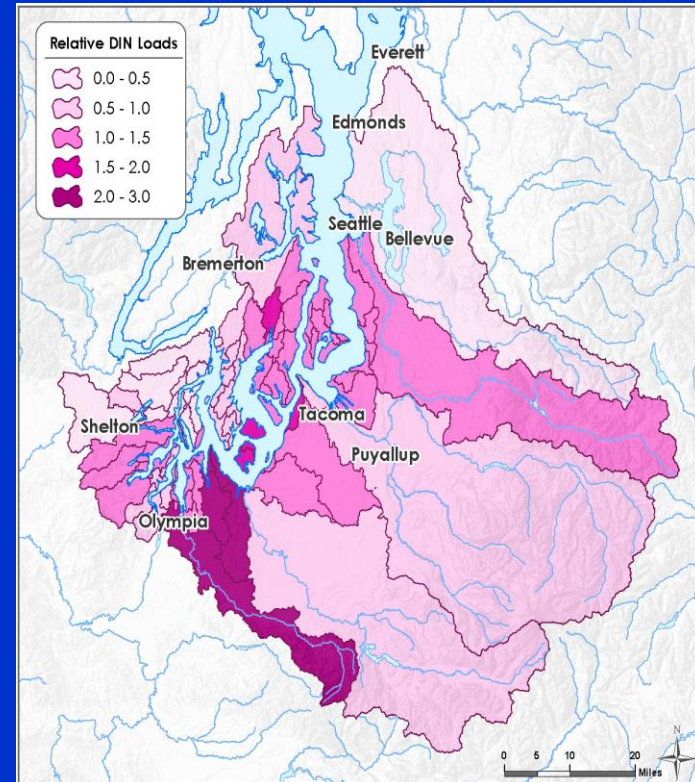 Relative DIN Loads
0.0 - 0.5
0.5 - 1.0
1.0 - 1.5
1.5 - 2.0
2.0 - 3.0
Everett
Edmonds
Seattle
Bellevue
Bremerton
Shelton
Tacoma
Puyallup
Olympia
N
0 5 10 20
Miles